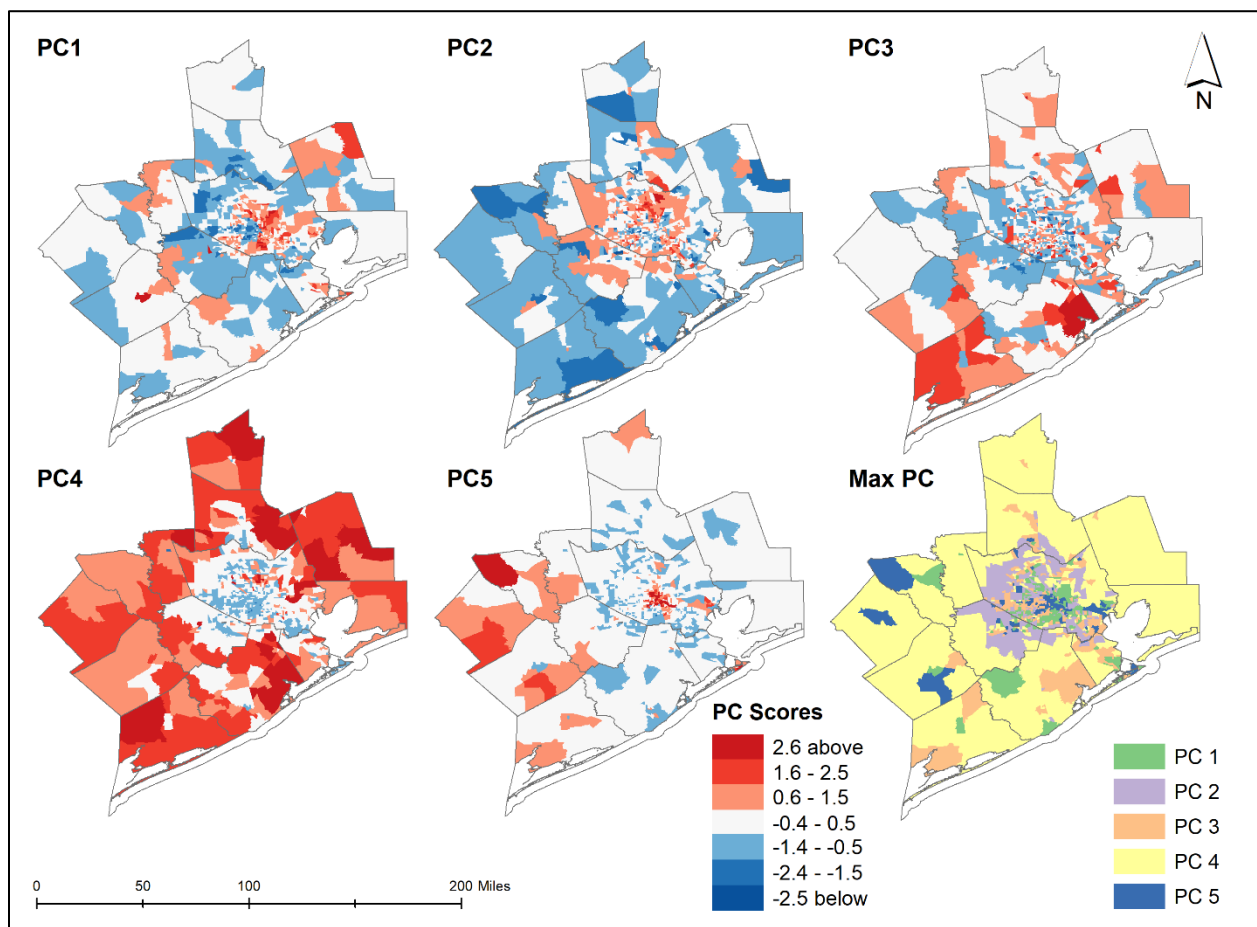 PC1
PC2
PC3
N
PC4
PC5
Max PC
PC Scores
2.6 above
1.6 - 2.5
0.6 - 1.5
-0.4 - 0.5
-1.4 - -0.5
-2.4 - -1.5
-2.5 below
PC 1
PC 2
PC 3
PC 4
PC 5
0 50 100 200 Miles